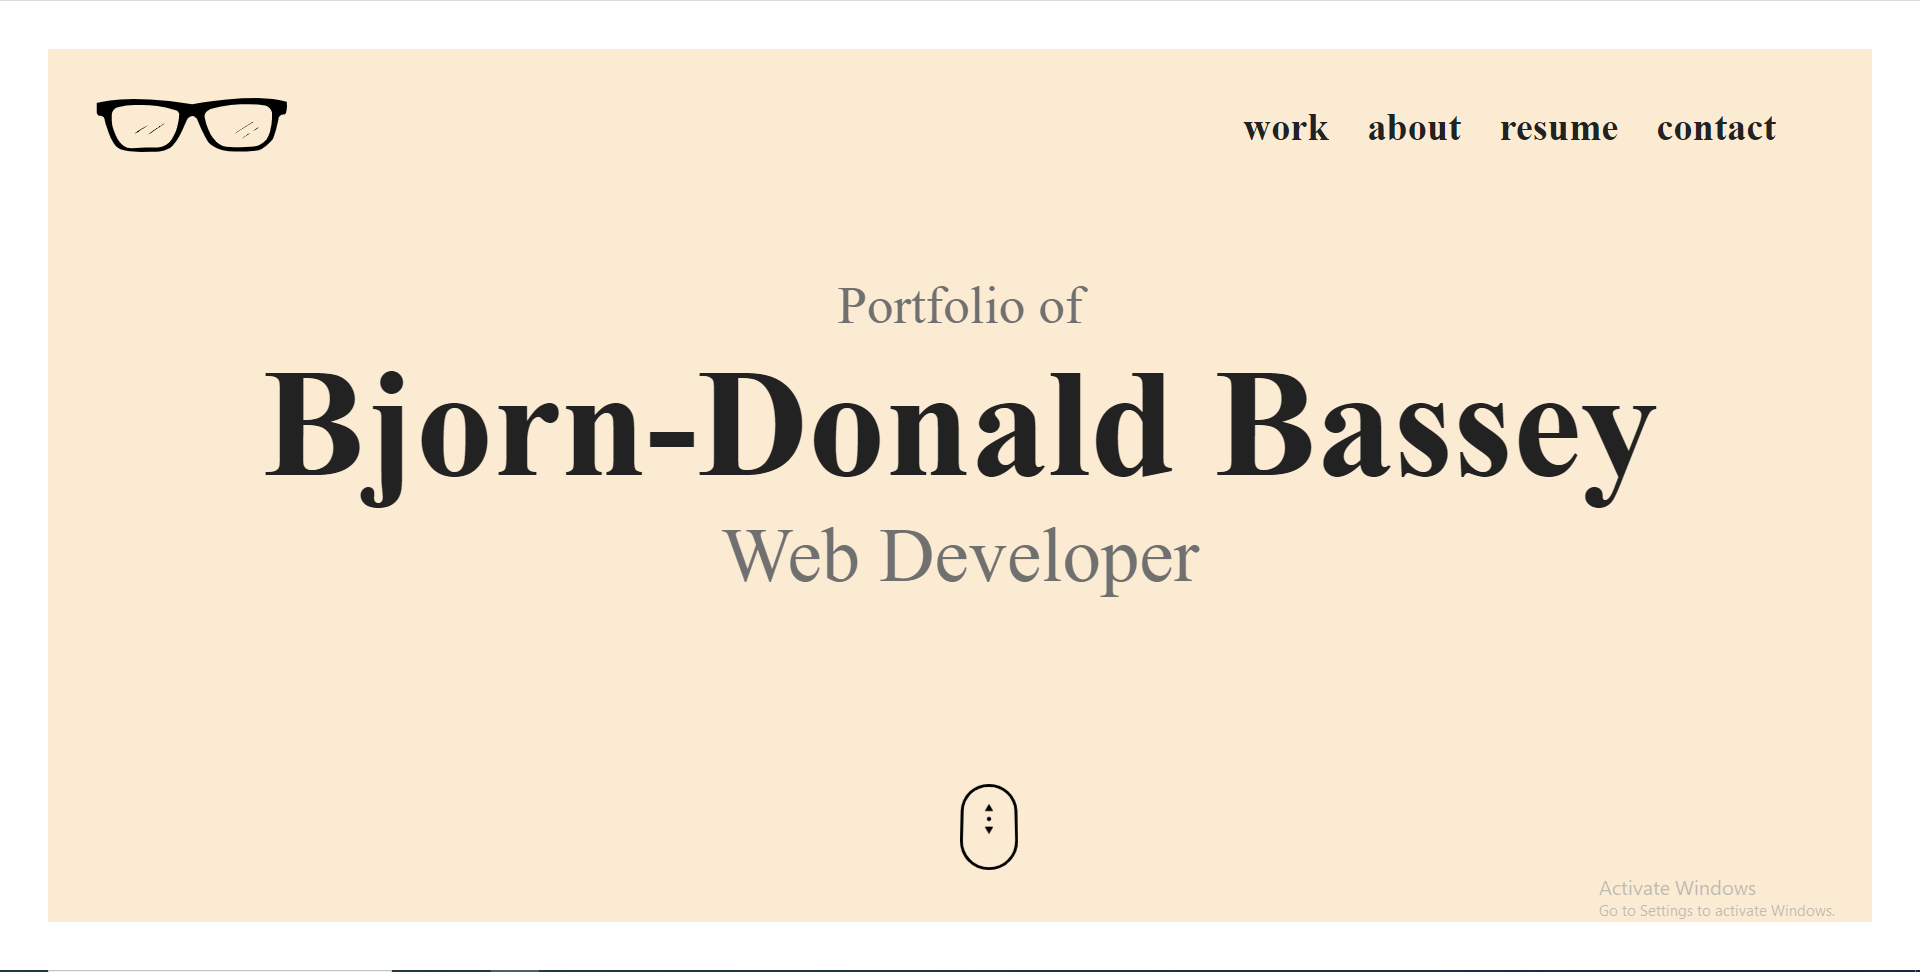 work about resume contact
Portfolio of
Bjorn-Donald Bassey
Web Developer
Activate Windows
Go to Settings to activate Windows.